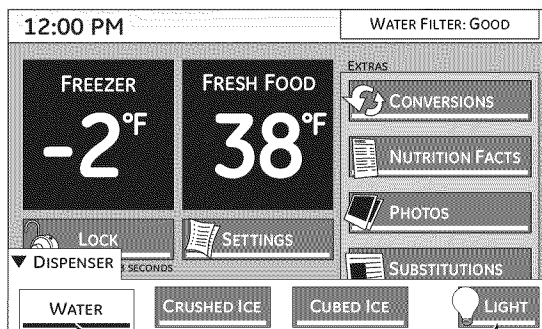 12:00 PM
WATER FILTER: GOOD
FREEZER
-2°F
FRESH FOOD
38°F
EXTRAS
CONVERSIONS
NUTRITION FACTS
PHOTOS
SUBSTITUTIONS
LOCK
SETTINGS
▼ DISPENSER
3 SECONDS
WATER
CRUSHED ICE
CUBED ICE
LIGHT